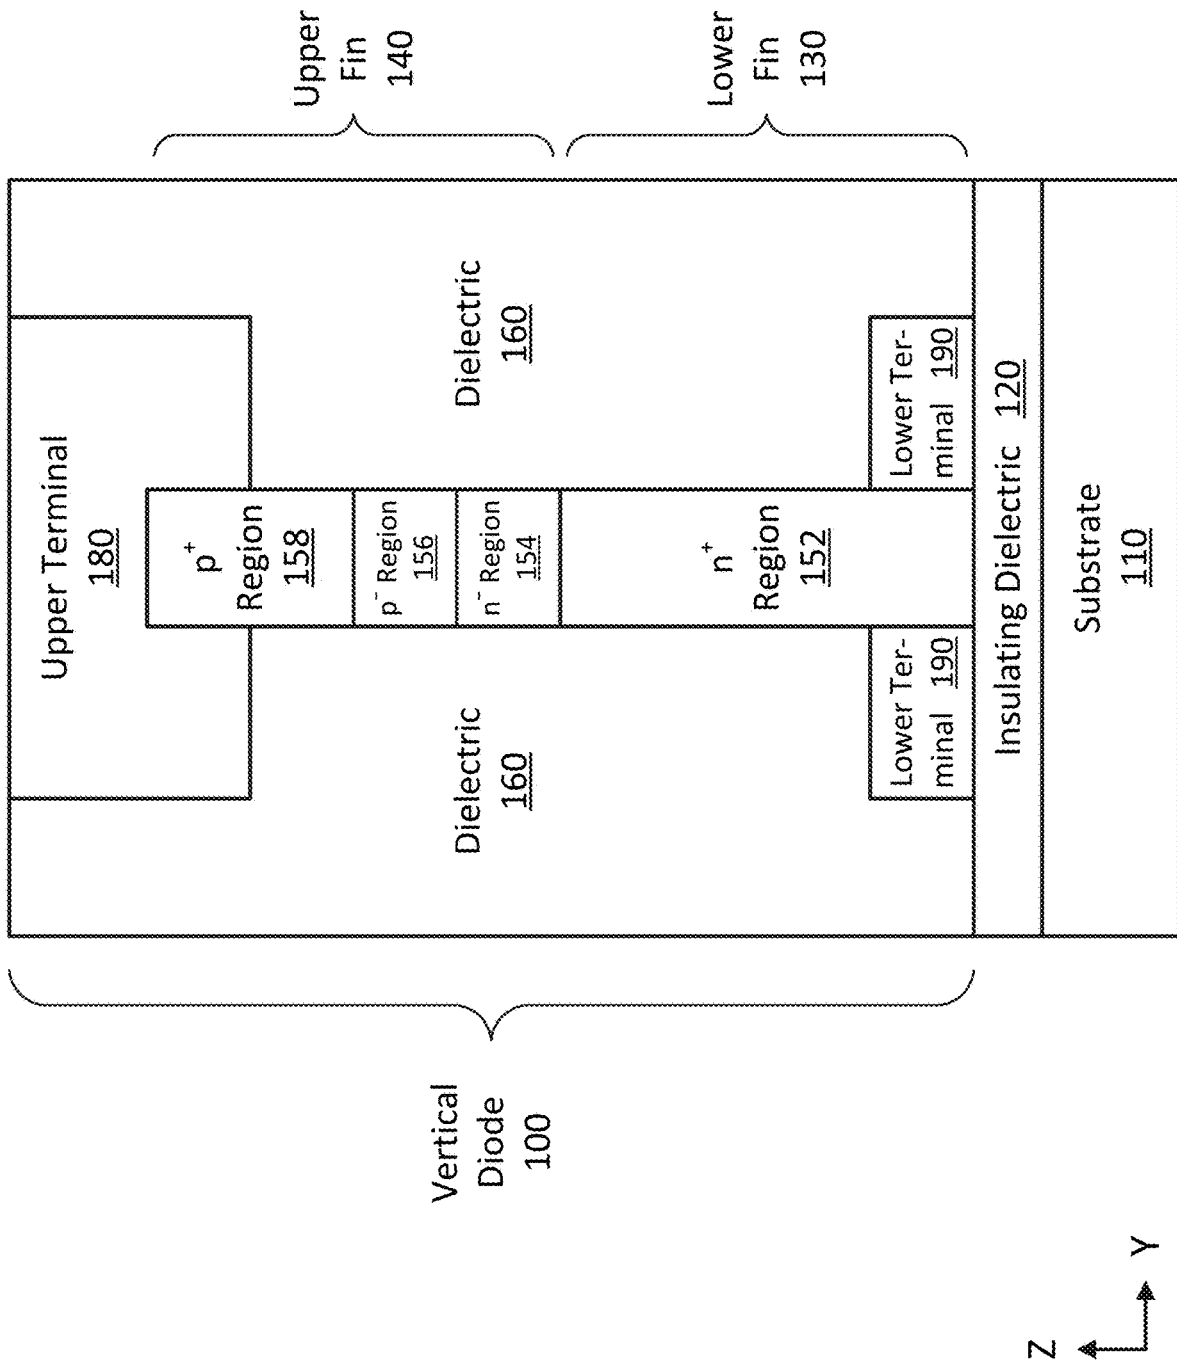 Vertical
Diode
100
Upper Terminal
180
p⁺
Region
158
p⁻ Region
156
n⁻ Region
154
n⁺
Region
152
Dielectric
160
Dielectric
160
Lower Ter-
minal 190
Lower Ter-
minal 190
Insulating Dielectric 120
Substrate
110
Upper
Fin
140
Lower
Fin
130
Z
Y